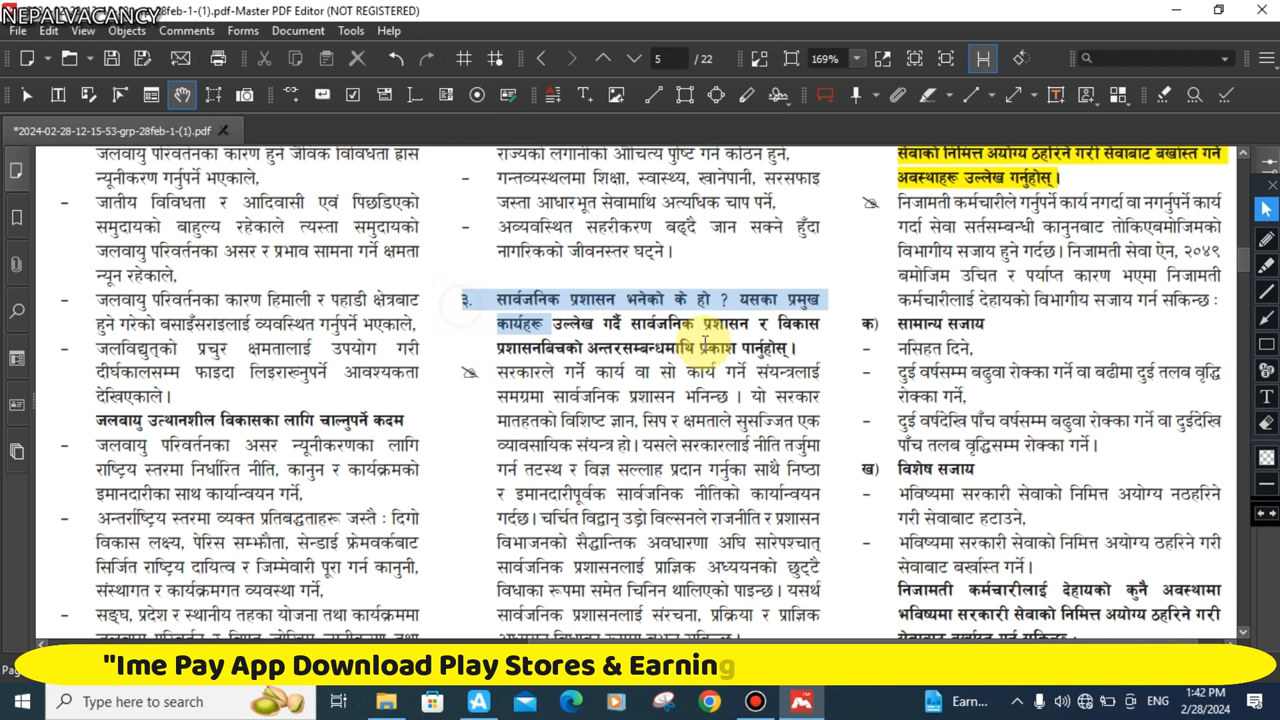 NEPALVACANCY
28feb-1-(1).pdf-Master PDF Editor (NOT REGISTERED)
File Edit View Objects Comments Forms Document Tools Help
5 / 22 169%
*2024-02-28-12-15-53-grp-28feb-1-(1).pdf
जलवायु परिवर्तनका कारण हुने जैविक विविधता ह्रास
न्यूनीकरण गर्नुपर्ने भएकाले,
- जातीय विविधता र आदिवासी एवं पिछडिएको
समुदायको बाहुल्य रहेकाले त्यस्ता समुदायको
जलवायु परिवर्तनका असर र प्रभाव सामना गर्ने क्षमता
न्यून रहेकाले,
- जलवायु परिवर्तनका कारण हिमाली र पहाडी क्षेत्रबाट
हुने गरेको बसाइँसराइलाई व्यवस्थित गर्नुपर्ने भएकाले,
- जलविद्युत्‌को प्रचुर क्षमतालाई उपयोग गरी
दीर्घकालसम्म फाइदा लिइराख्नुपर्ने आवश्यकता
देखिएकाले।
जलवायु उत्थानशील विकासका लागि चाल्नुपर्ने कदम
- जलवायु परिवर्तनका असर न्यूनीकरणका लागि
राष्ट्रिय स्तरमा निर्धारित नीति, कानुन र कार्यक्रमको
इमानदारीका साथ कार्यान्वयन गर्ने,
- अन्तर्राष्ट्रिय स्तरमा व्यक्त प्रतिबद्धताहरू जस्तै : दिगो
विकास लक्ष्य, पेरिस सम्झौता, सेन्डाई फ्रेमवर्कबाट
सिर्जित राष्ट्रिय दायित्व र जिम्मेवारी पूरा गर्न कानुनी,
संस्थागत र कार्यक्रमगत व्यवस्था गर्ने,
- सङ्घ, प्रदेश र स्थानीय तहका योजना तथा कार्यक्रममा
राज्यको लगानीको औचित्य पुष्टि गर्न कठिन हुने,
- गन्तव्यस्थलमा शिक्षा, स्वास्थ्य, खानेपानी, सरसफाइ
जस्ता आधारभूत सेवामाथि अत्यधिक चाप पर्ने,
- अव्यवस्थित सहरीकरण बढ्दै जान सक्ने हुँदा
नागरिकको जीवनस्तर घट्ने।
३. सार्वजनिक प्रशासन भनेको के हो ? यसका प्रमुख
कार्यहरू उल्लेख गर्दै सार्वजनिक प्रशासन र विकास
प्रशासनबिचको अन्तरसम्बन्धमाथि प्रकाश पार्नुहोस्।
सरकारले गर्ने कार्य वा सो कार्य गर्ने संयन्त्रलाई
समग्रमा सार्वजनिक प्रशासन भनिन्छ। यो सरकार
मातहतको विशिष्ट ज्ञान, सिप र क्षमताले सुसज्जित एक
व्यावसायिक संयन्त्र हो। यसले सरकारलाई नीति तर्जुमा
गर्न तटस्थ र विज्ञ सल्लाह प्रदान गर्नुका साथै निष्ठा
र इमानदारीपूर्वक सार्वजनिक नीतिको कार्यान्वयन
गर्दछ। चर्चित विद्वान् उड्रो विल्सनले राजनीति र प्रशासन
विभाजनको सैद्धान्तिक अवधारणा अघि सारेपश्चात्
सार्वजनिक प्रशासनलाई प्राज्ञिक अध्ययनको छुट्टै
विधाका रूपमा समेत चिनिन थालिएको पाइन्छ। यसर्थ
सार्वजनिक प्रशासनलाई संरचना, प्रक्रिया र प्राज्ञिक
सेवाको निमित्त अयोग्य ठहरिने गरी सेवाबाट बर्खास्त गर्ने
अवस्थाहरू उल्लेख गर्नुहोस्।
निजामती कर्मचारीले गर्नुपर्ने कार्य नगर्दा वा नगर्नुपर्ने कार्य
गर्दा सेवा सर्तसम्बन्धी कानुनबाट तोकिएबमोजिमको
विभागीय सजाय हुने गर्दछ। निजामती सेवा ऐन, २०४९
बमोजिम उचित र पर्याप्त कारण भएमा निजामती
कर्मचारीलाई देहायको विभागीय सजाय गर्न सकिन्छ :
क) सामान्य सजाय
- नसिहत दिने,
- दुई वर्षसम्म बढुवा रोक्का गर्ने वा बढीमा दुई तलब वृद्धि
रोक्का गर्ने,
- दुई वर्षदेखि पाँच वर्षसम्म बढुवा रोक्का गर्ने वा दुईदेखि
पाँच तलब वृद्धिसम्म रोक्का गर्ने।
ख) विशेष सजाय
- भविष्यमा सरकारी सेवाको निमित्त अयोग्य नठहरिने
गरी सेवाबाट हटाउने,
- भविष्यमा सरकारी सेवाको निमित्त अयोग्य ठहरिने गरी
सेवाबाट बर्खास्त गर्ने।
निजामती कर्मचारीलाई देहायको कुनै अवस्थामा
भविष्यमा सरकारी सेवाको निमित्त अयोग्य ठहरिने गरी
"Ime Pay App Download Play Stores & Earning
Type here to search
Earn...
ENG
1:42 PM
2/28/2024